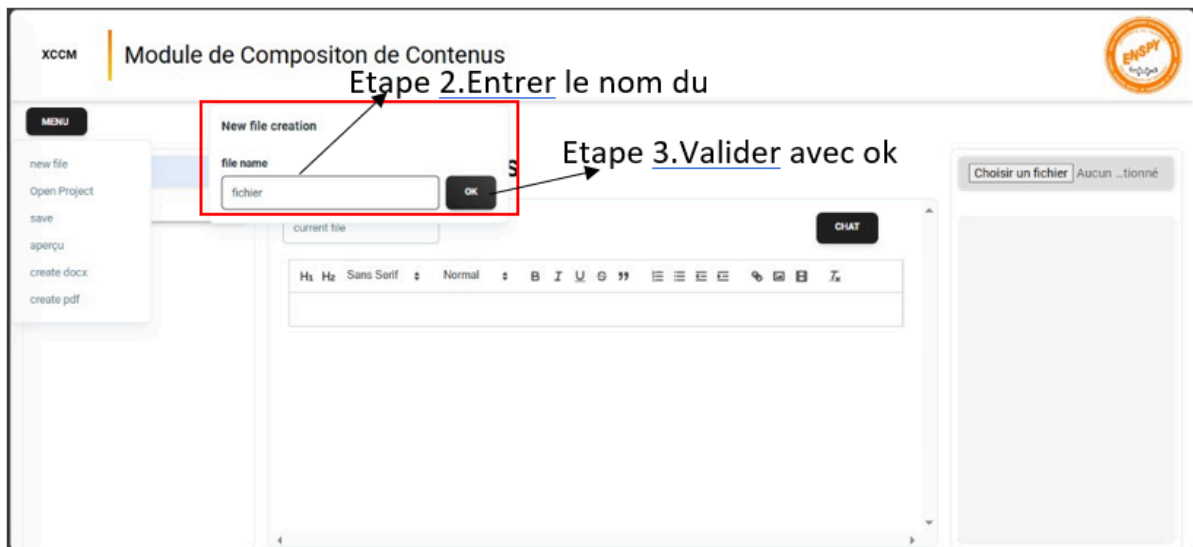 XCCM
Module de Compositon de Contenus
ENSPY
Etape 2.Entrer le nom du
MENU
New file creation
file name
fichier
OK
Etape 3.Valider avec ok
S
new file
Open Project
save
aperçu
create docx
create pdf
current file
CHAT
H1 H2 Sans Serif Normal B I U S ” Tx
Choisir un fichier Aucun ...tionné